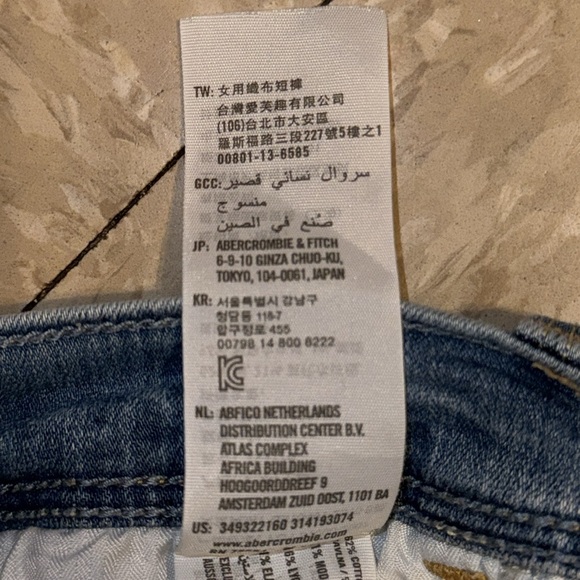 TW: 女用織布短褲
台灣愛芙趣有限公司
(106)台北市大安區
羅斯福路三段227號5樓之1
00801-13-6585
GCC: سروال نسائي قصير
منسوج
صُنع في الصين
JP: ABERCROMBIE & FITCH
6-9-10 GINZA CHUO-KU,
TOKYO, 104-0061, JAPAN
KR: 서울특별시 강남구
청담동 118-7
압구정로 455
00798 14 800 6222
NL: ABFICO NETHERLANDS
DISTRIBUTION CENTER B.V.
ATLAS COMPLEX
AFRICA BUILDING
HOOGOORDDREEF 9
AMSTERDAM ZUID OOST, 1101 BA
US: 349322160 314193074
www.abercrombie.com